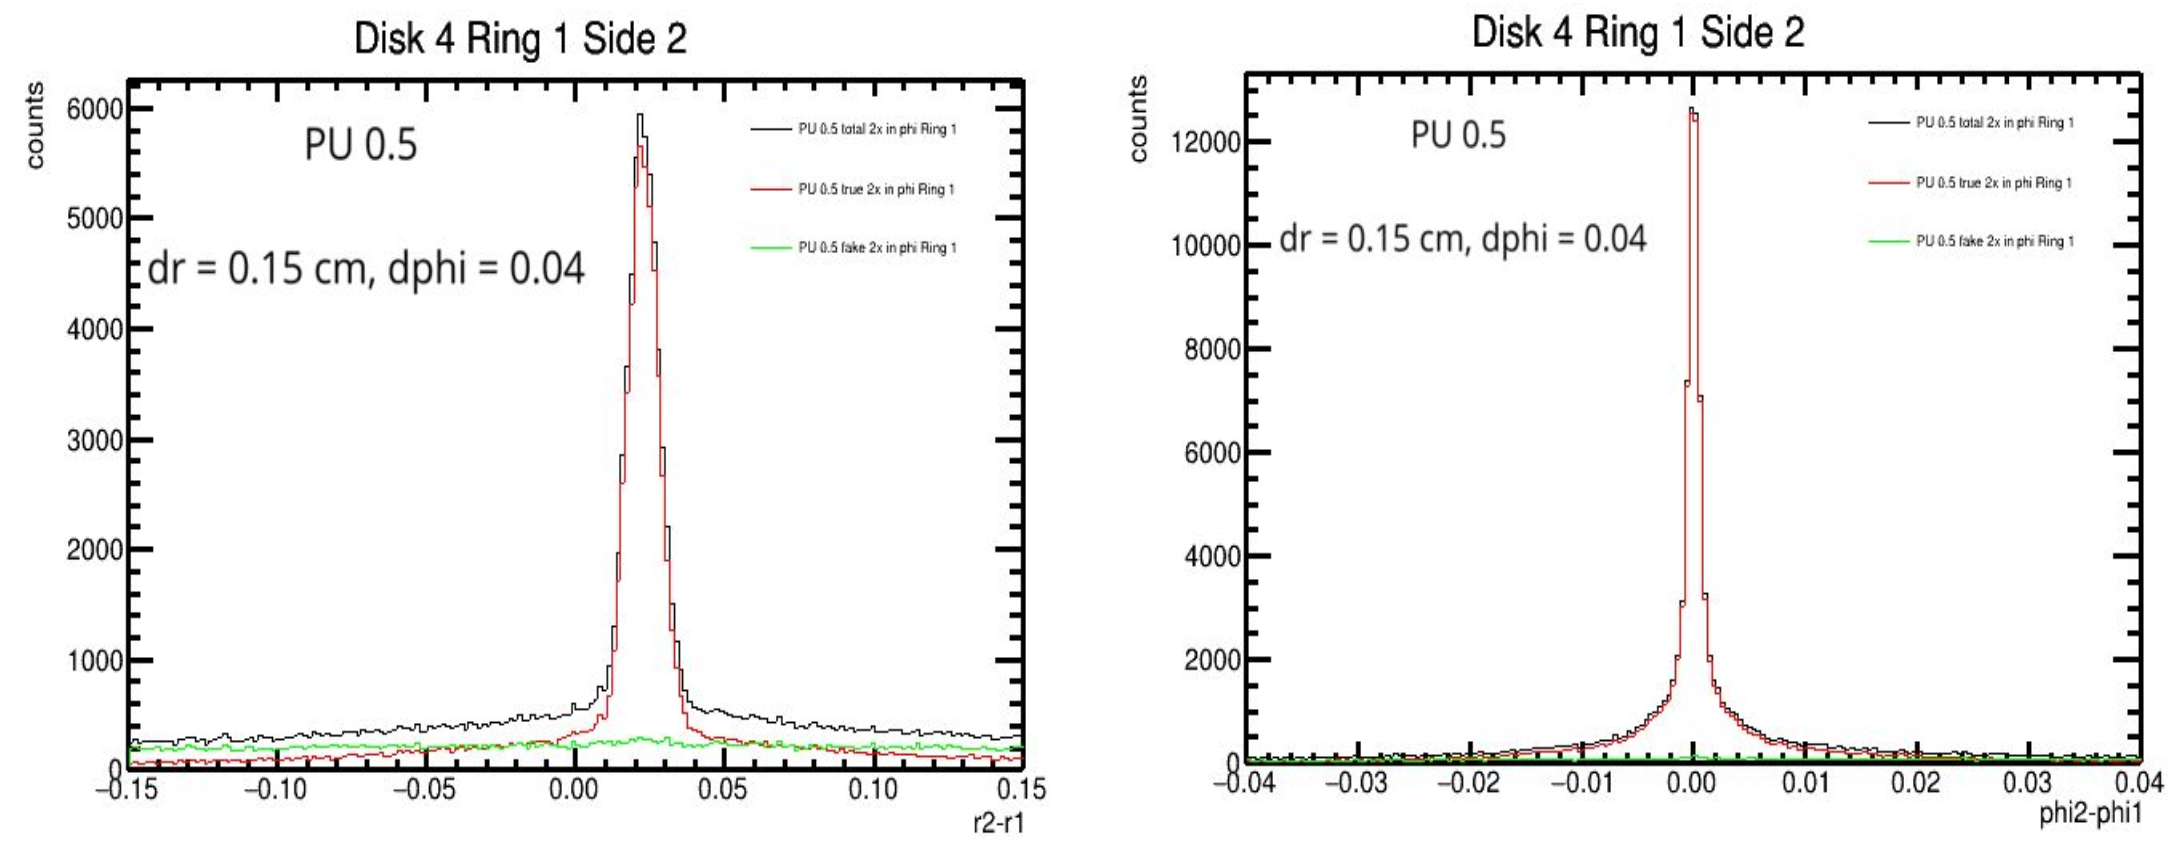 Disk 4 Ring 1 Side 2
counts
6000
5000
4000
3000
2000
1000
0
PU 0.5
dr = 0.15 cm, dphi = 0.04
PU 0.5 total 2x in phi Ring 1
PU 0.5 true 2x in phi Ring 1
PU 0.5 fake 2x in phi Ring 1
−0.15 −0.10 −0.05 0.00 0.05 0.10 0.15
r2-r1
Disk 4 Ring 1 Side 2
counts
12000
10000
8000
6000
4000
2000
0
PU 0.5
dr = 0.15 cm, dphi = 0.04
PU 0.5 total 2x in phi Ring 1
PU 0.5 true 2x in phi Ring 1
PU 0.5 fake 2x in phi Ring 1
−0.04 −0.03 −0.02 −0.01 0.00 0.01 0.02 0.03 0.04
phi2-phi1